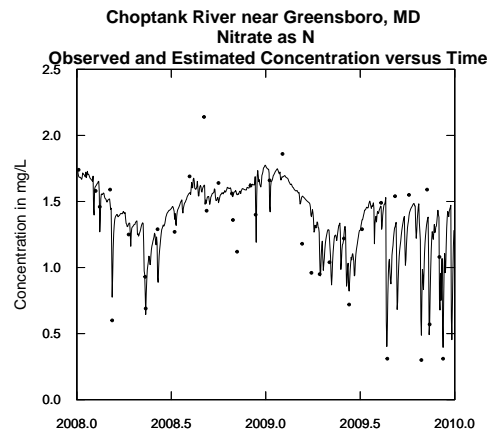 Choptank River near Greensboro, MD
Nitrate as N
Observed and Estimated Concentration versus Time
2.5
2.0
1.5
1.0
0.5
0.0
Concentration in mg/L
2008.0 2008.5 2009.0 2009.5 2010.0